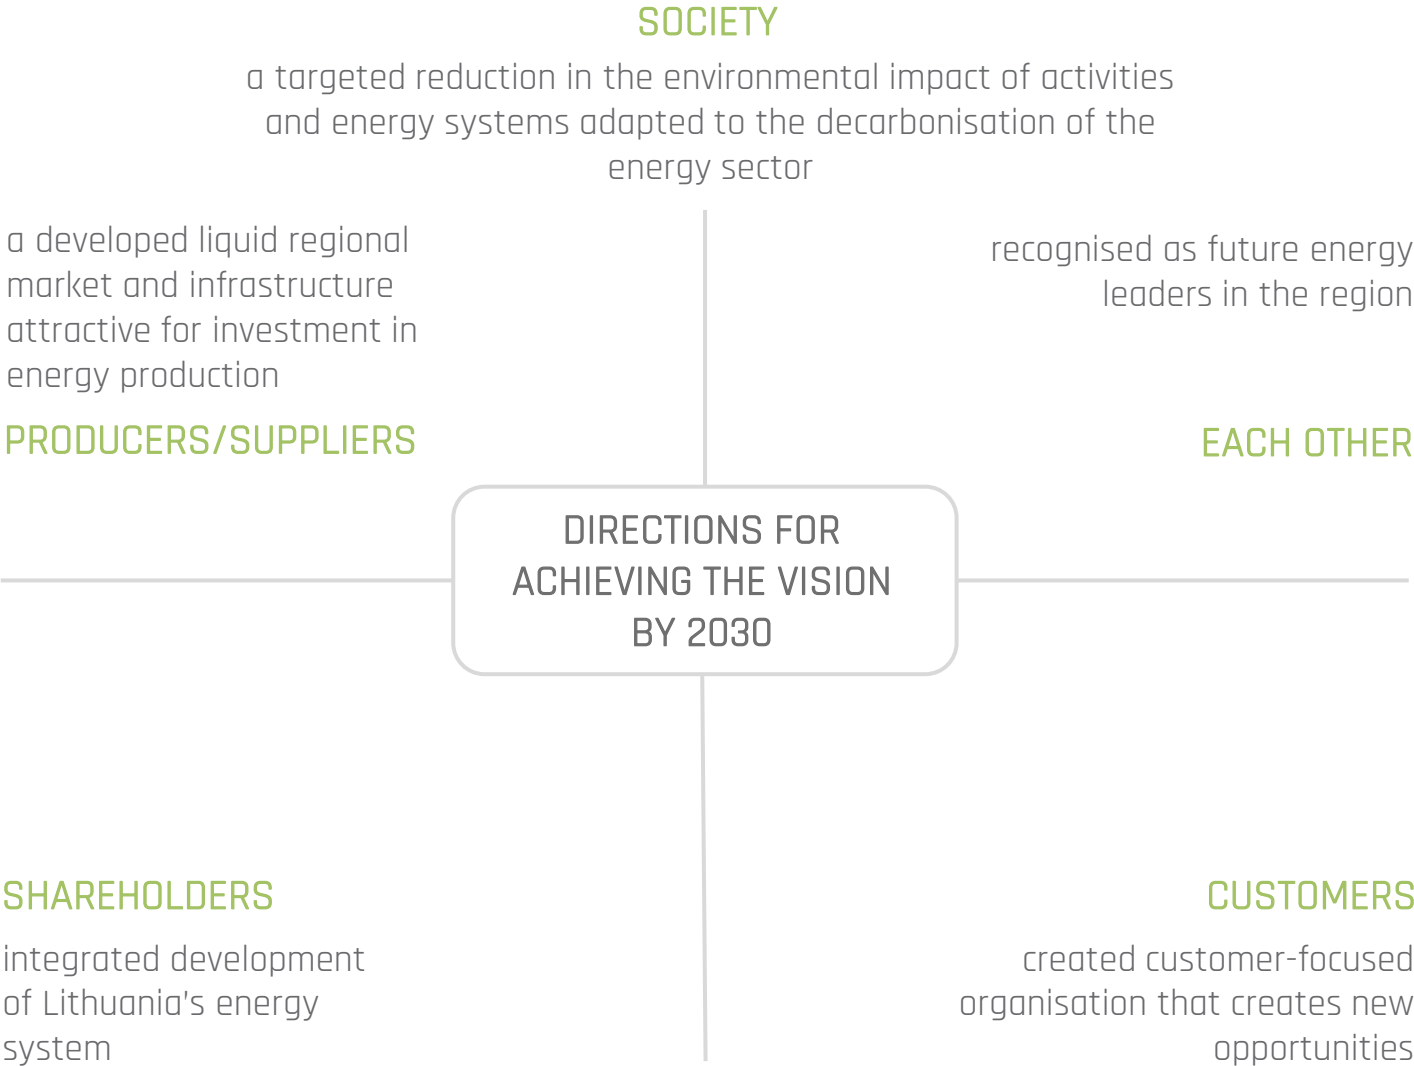 SOCIETY
a targeted reduction in the environmental impact of activities
and energy systems adapted to the decarbonisation of the
energy sector
a developed liquid regional
market and infrastructure
attractive for investment in
energy production
PRODUCERS/SUPPLIERS
recognised as future energy
leaders in the region
EACH OTHER
DIRECTIONS FOR
ACHIEVING THE VISION
BY 2030
SHAREHOLDERS
integrated development
of Lithuania's energy
system
CUSTOMERS
created customer-focused
organisation that creates new
opportunities